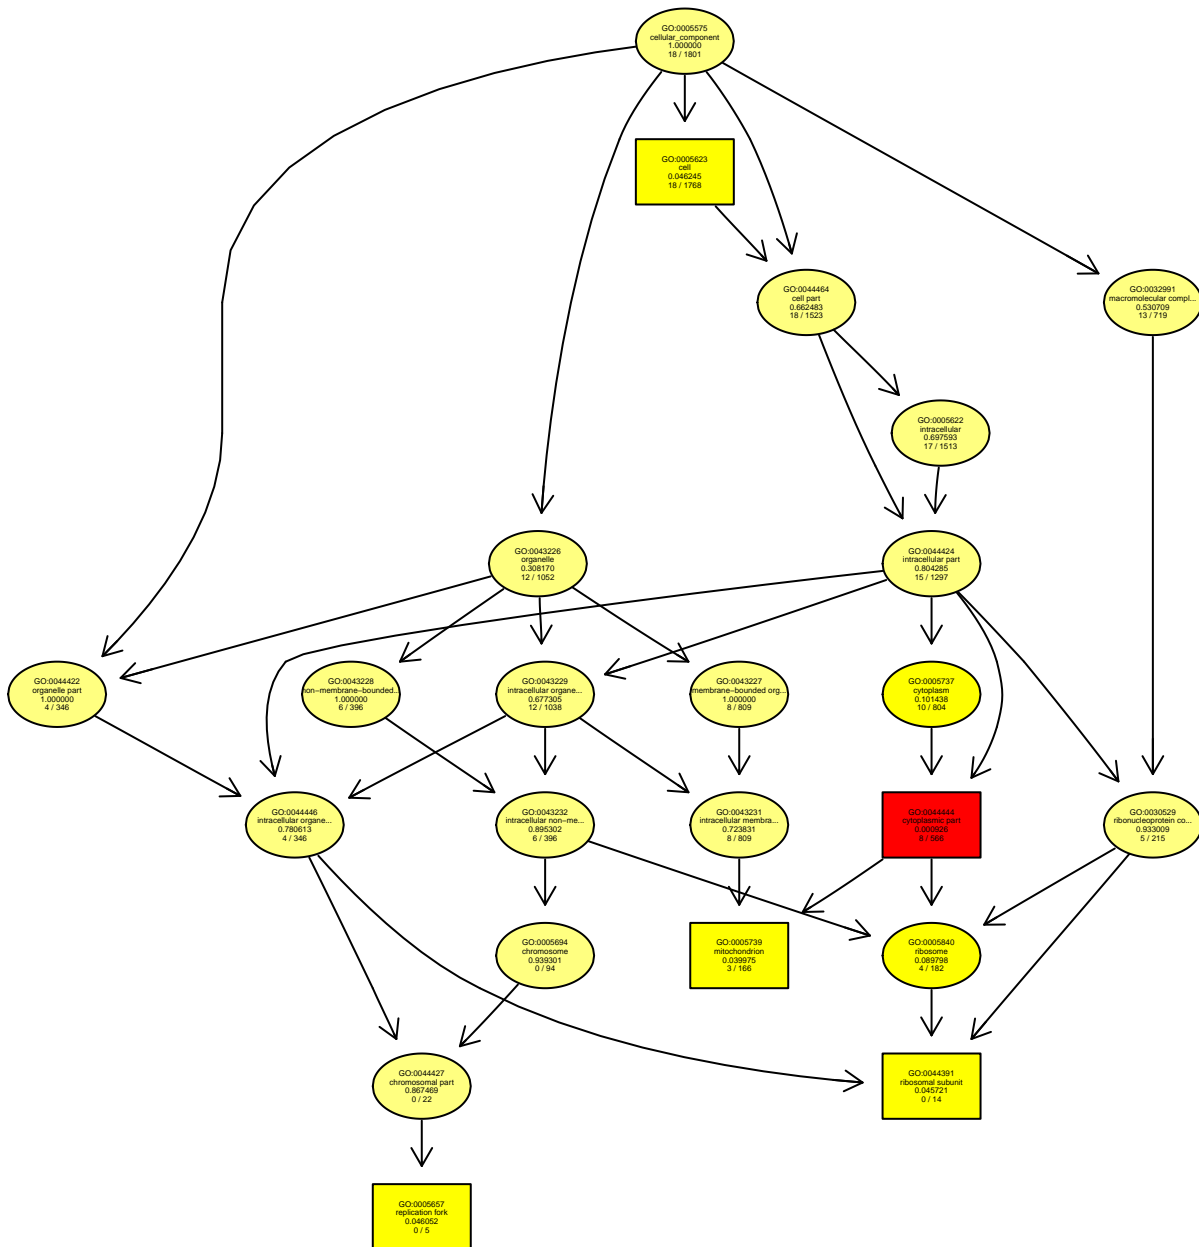 GO:0005575
cellular_component
1.000000
18 / 1801
GO:0005623
cell
0.046245
18 / 1768
GO:0044464
cell part
0.662483
18 / 1523
GO:0032991
macromolecular compl...
0.530709
13 / 719
GO:0005622
intracellular
0.697593
17 / 1513
GO:0043226
organelle
0.308170
12 / 1052
GO:0044424
intracellular part
0.804285
15 / 1297
GO:0044422
organelle part
1.000000
4 / 346
GO:0043228
non−membrane−bounded...
1.000000
6 / 396
GO:0043229
intracellular organe...
0.677305
12 / 1038
GO:0043227
membrane−bounded org...
1.000000
8 / 809
GO:0005737
cytoplasm
0.101438
10 / 804
GO:0044446
intracellular organe...
0.780613
4 / 346
GO:0043232
intracellular non−me...
0.895302
6 / 396
GO:0043231
intracellular membra...
0.723831
8 / 809
GO:0044444
cytoplasmic part
0.000926
8 / 566
GO:0030529
ribonucleoprotein co...
0.933009
5 / 215
GO:0005694
chromosome
0.939301
0 / 94
GO:0005739
mitochondrion
0.039975
3 / 166
GO:0005840
ribosome
0.089798
4 / 182
GO:0044427
chromosomal part
0.867469
0 / 22
GO:0044391
ribosomal subunit
0.045721
0 / 14
GO:0005657
replication fork
0.046052
0 / 5